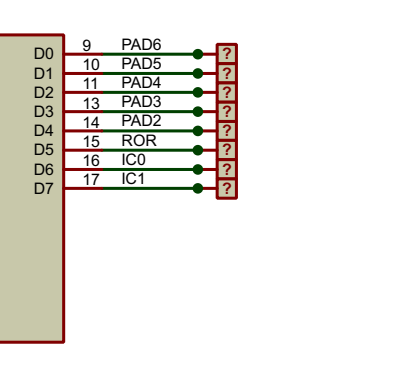 D0 9 PAD6 ?
D1 10 PAD5 ?
D2 11 PAD4 ?
D3 13 PAD3 ?
D4 14 PAD2 ?
D5 15 ROR ?
D6 16 IC0 ?
D7 17 IC1 ?